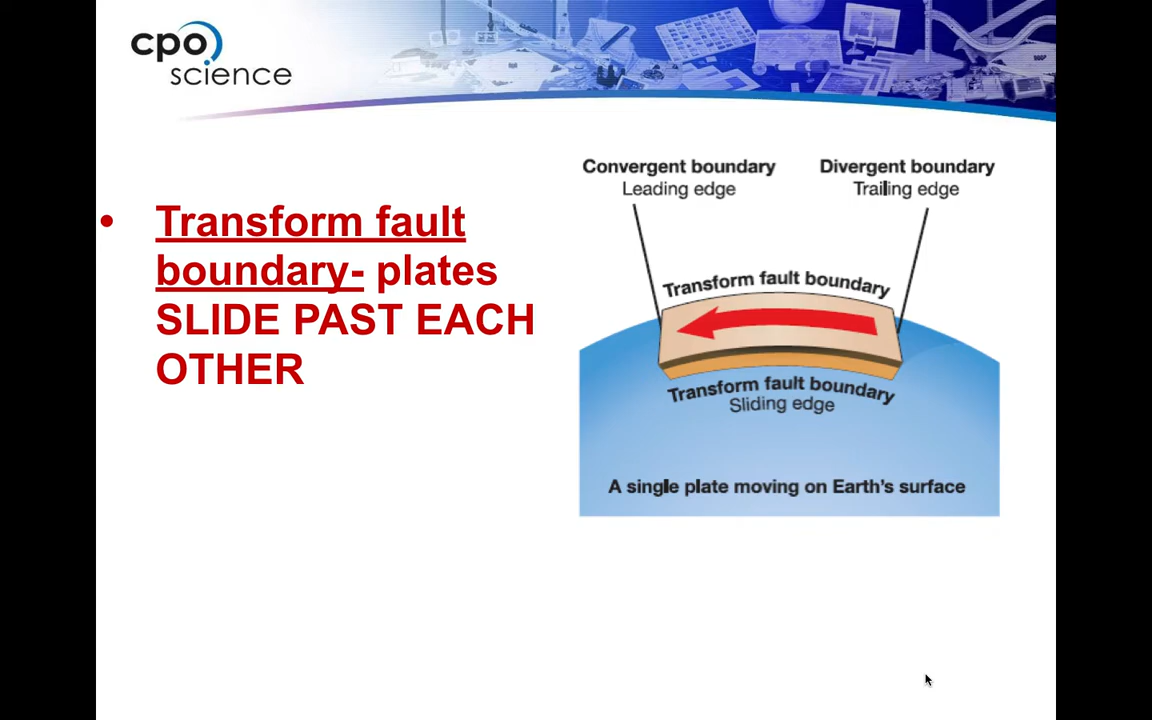 cpo
science
• Transform fault
boundary- plates
SLIDE PAST EACH
OTHER
Convergent boundary
Leading edge
Divergent boundary
Trailing edge
Transform fault boundary
Transform fault boundary
Sliding edge
A single plate moving on Earth's surface